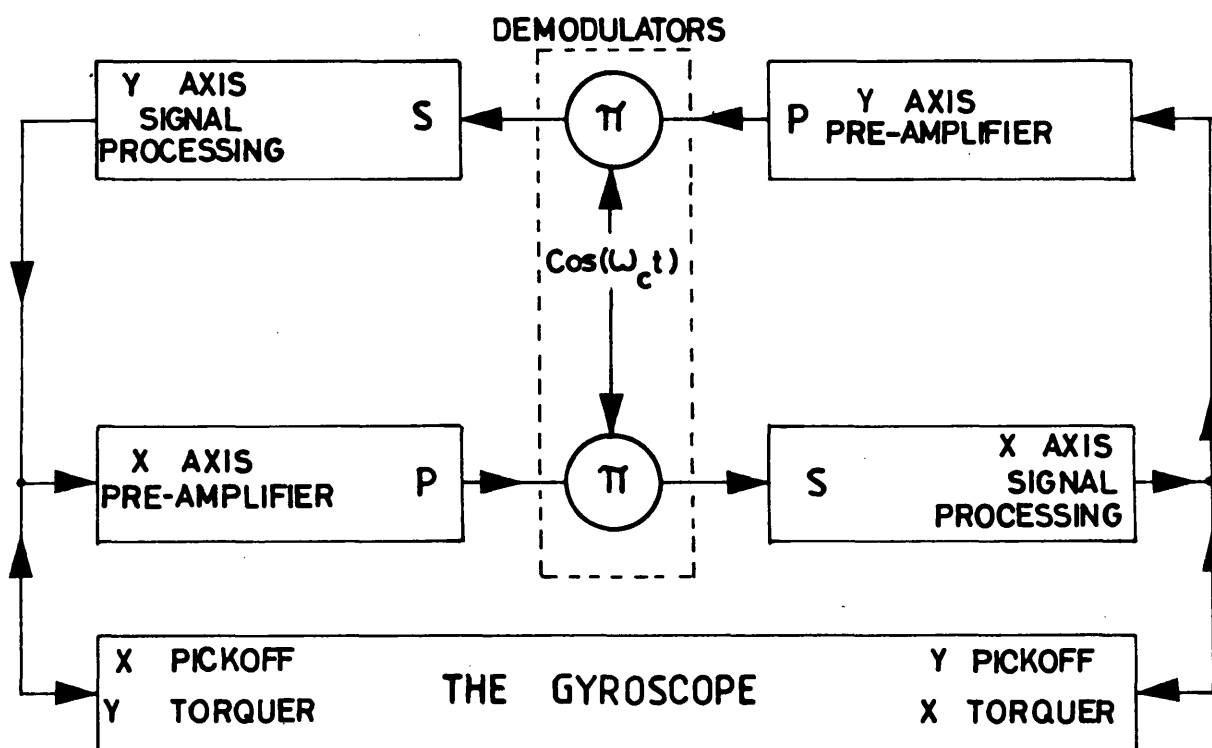 DEMODULATORS
Y AXIS
SIGNAL
PROCESSING
S
π
P
Y AXIS
PRE-AMPLIFIER
Cos(ω_c t)
X AXIS
PRE-AMPLIFIER
P
π
S
X AXIS
SIGNAL
PROCESSING
X PICKOFF
Y TORQUER
THE GYROSCOPE
Y PICKOFF
X TORQUER